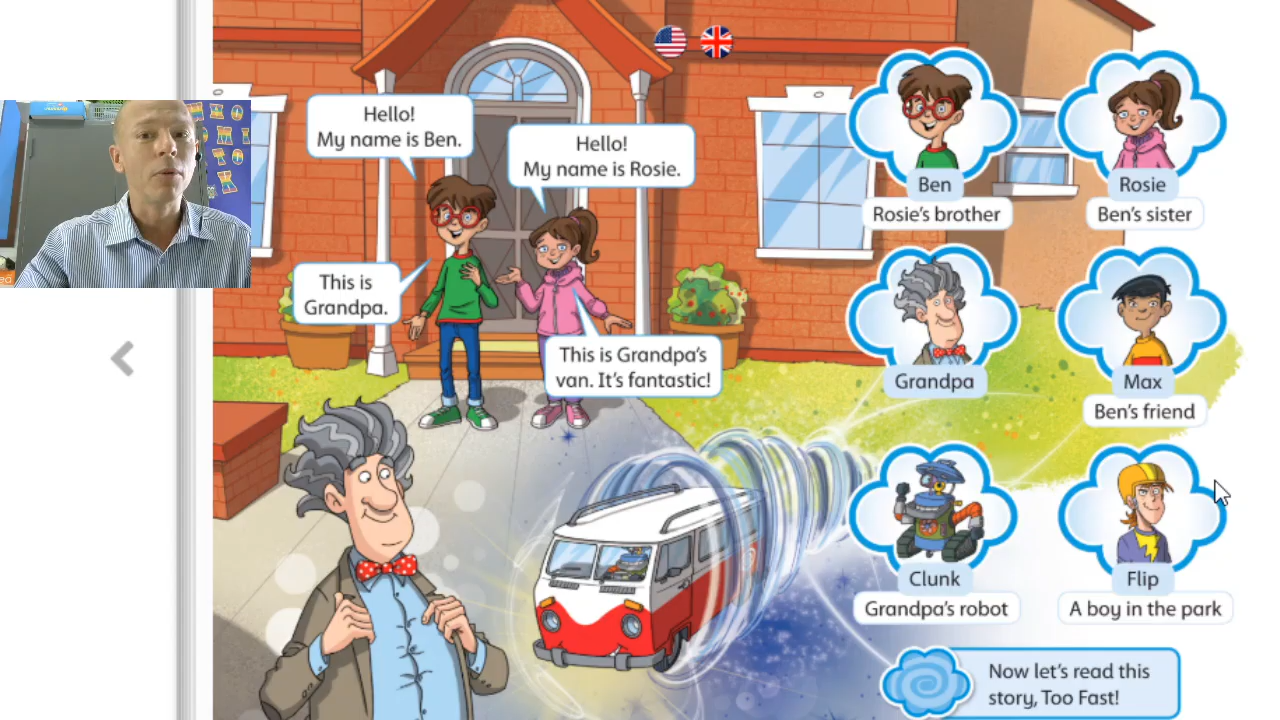 Hello!
My name is Ben.
Hello!
My name is Rosie.
This is
Grandpa.
This is Grandpa's
van. It's fantastic!
Ben
Rosie's brother
Rosie
Ben's sister
Grandpa
Max
Ben's friend
Clunk
Grandpa's robot
Flip
A boy in the park
Now let's read this
story, Too Fast!